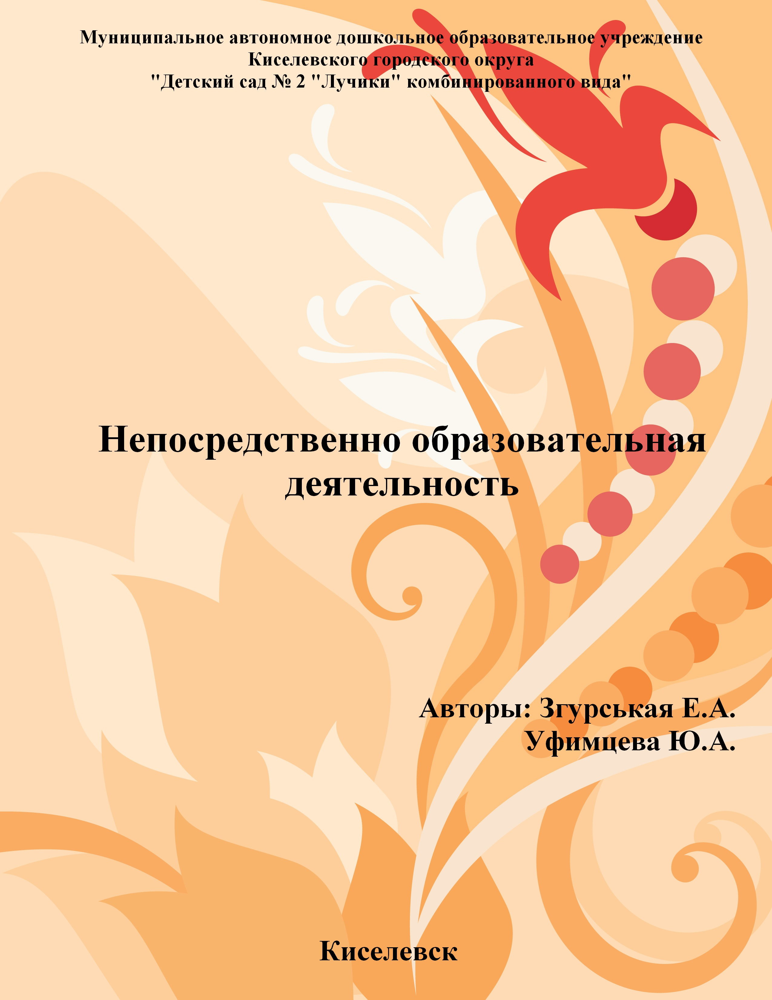 Муниципальное автономное дошкольное образовательное учреждение
Киселевского городского округа
"Детский сад № 2 "Лучики" комбинированного вида"
Непосредственно образовательная
деятельность
Авторы: Згурськая Е.А.
Уфимцева Ю.А.
Киселевск